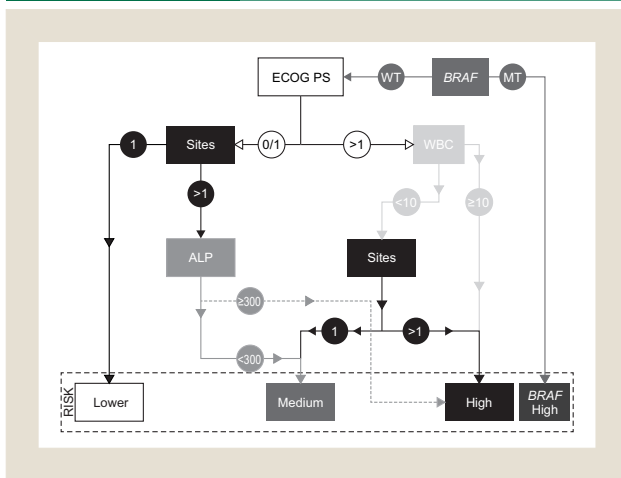 ECOG PS
WT
BRAF
MT
1
Sites
0/1
>1
WBC
>1
<10
≥10
ALP
Sites
≥300
1
>1
<300
RISK
Lower
Medium
High
BRAF
High